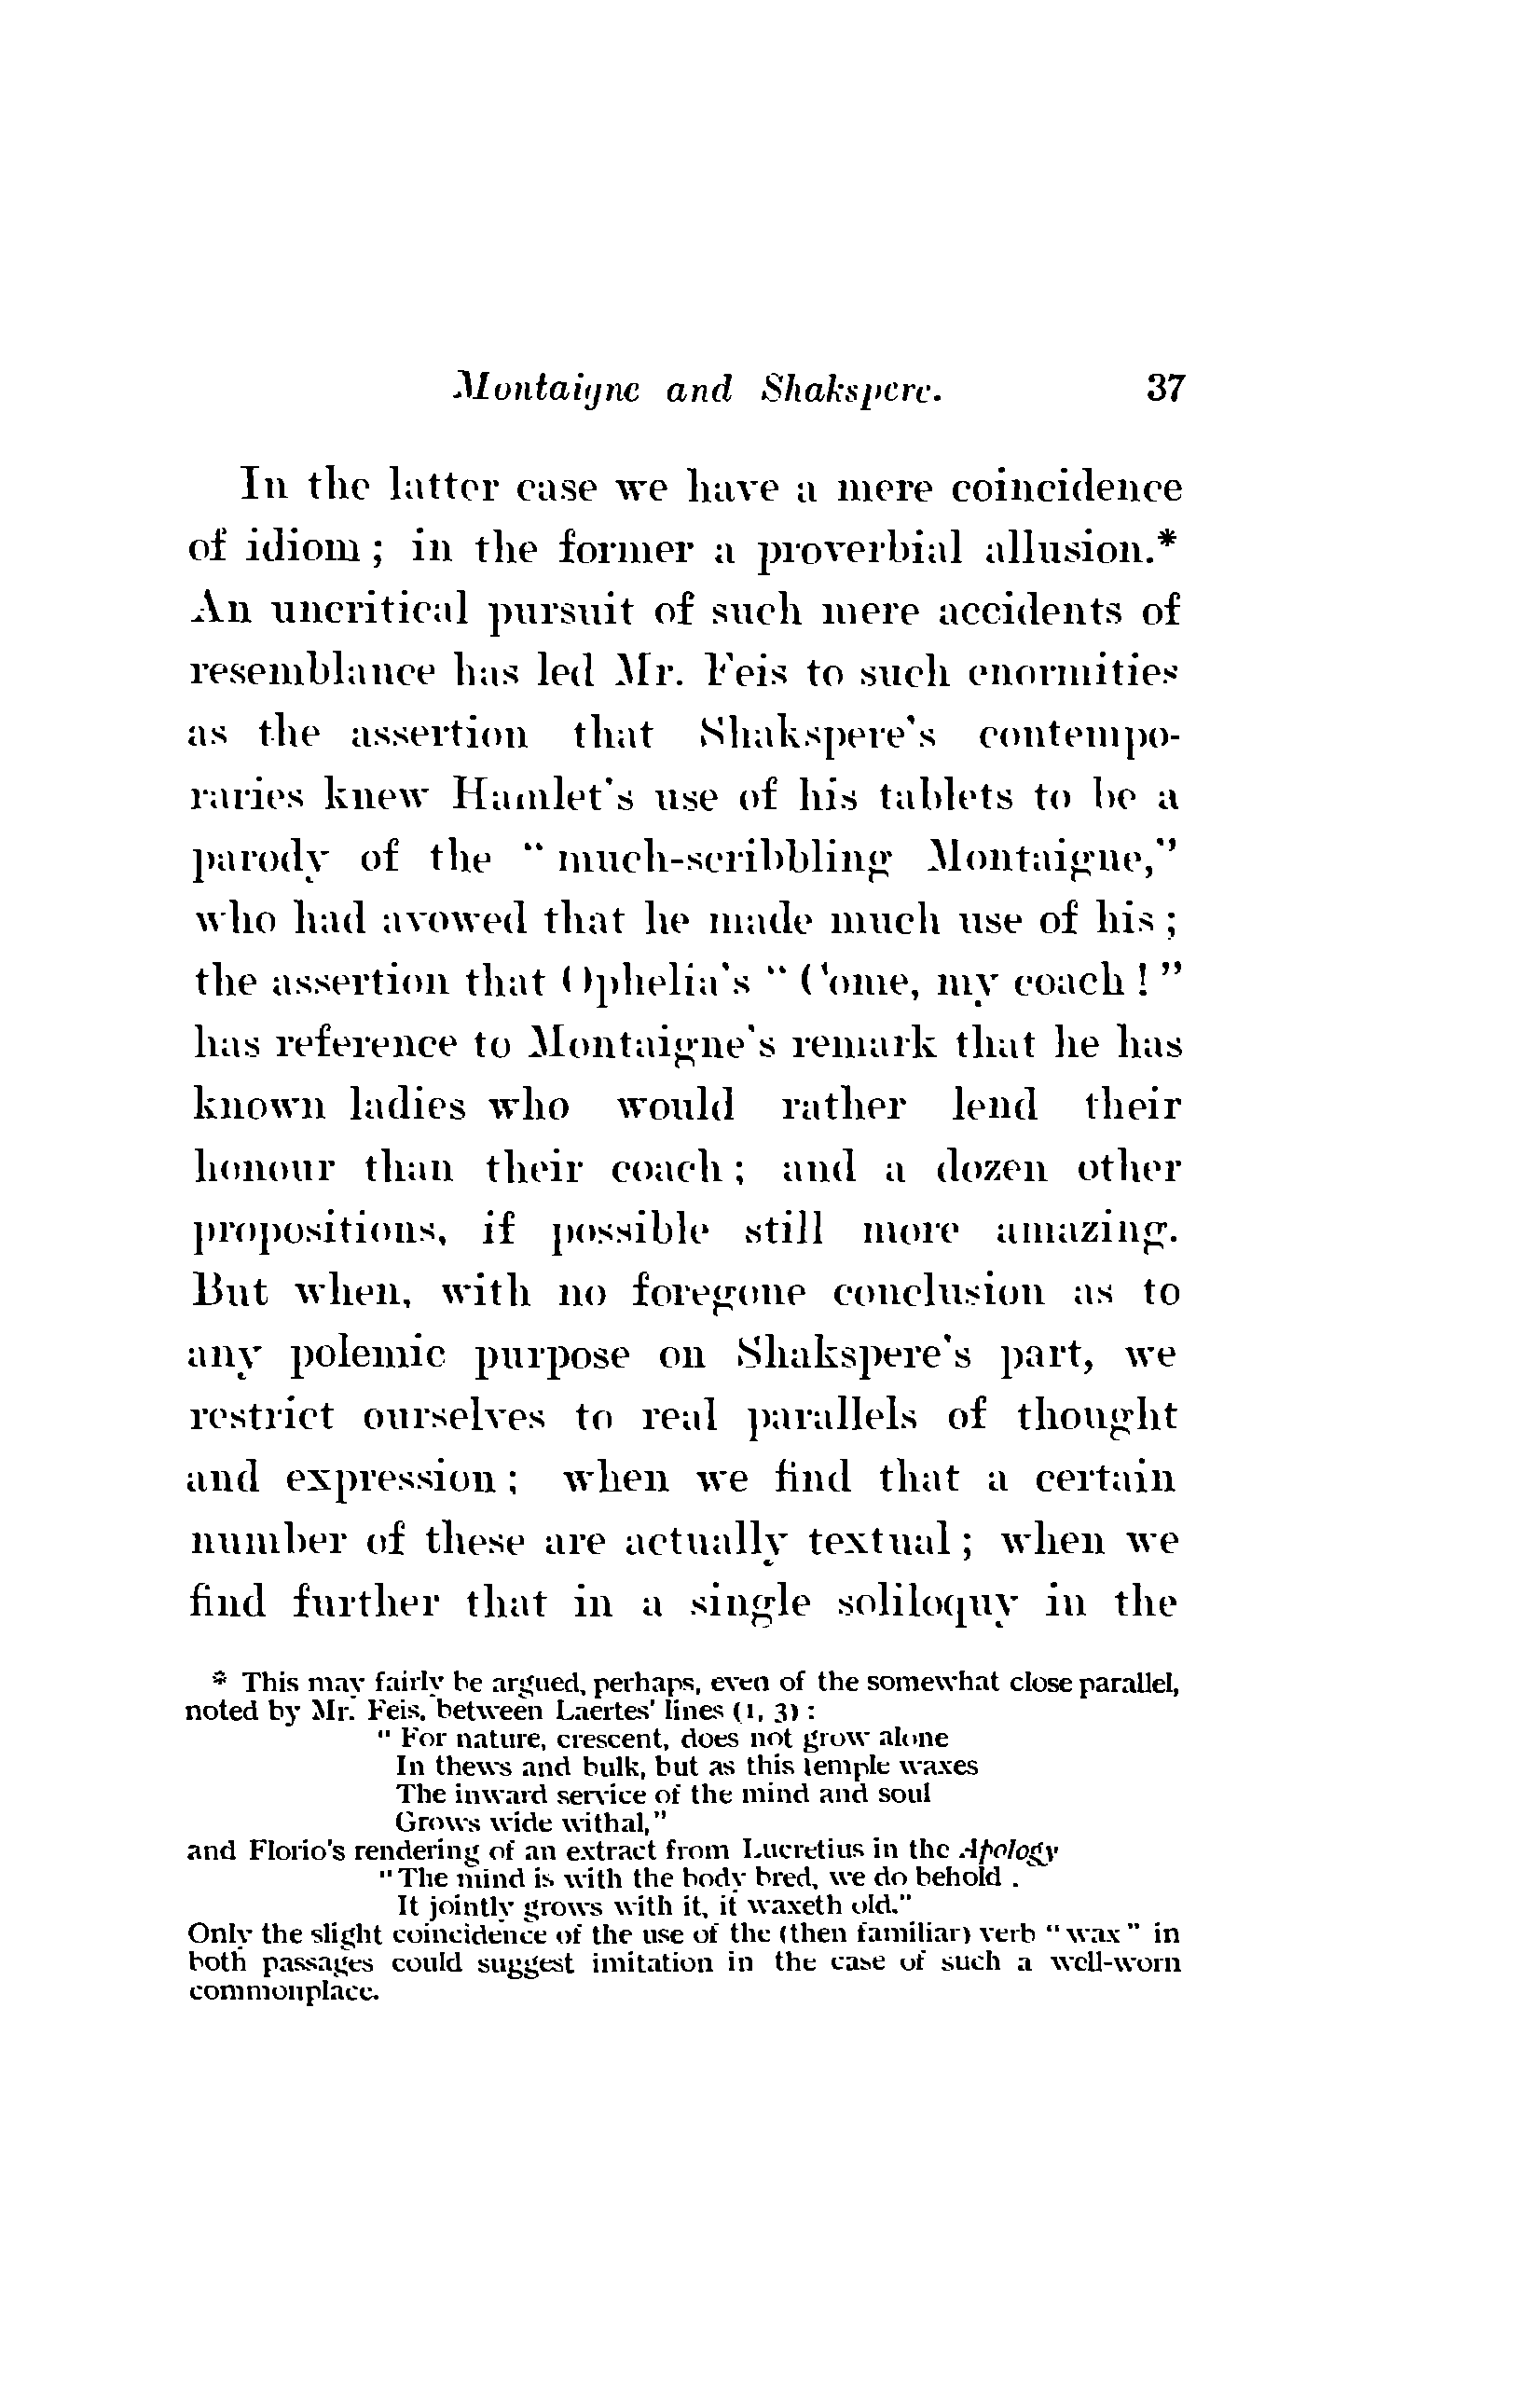 Montaigne and Shakspere. 37
In the latter case we have a mere coincidence
of idiom; in the former a proverbial allusion.*
An uncritical pursuit of such mere accidents of
resemblance has led Mr. Feis to such enormities
as the assertion that Shakspere's contempo-
raries knew Hamlet's use of his tablets to be a
parody of the "much-scribbling Montaigne,"
who had avowed that he made much use of his;
the assertion that Ophelia's "Come, my coach!"
has reference to Montaigne's remark that he has
known ladies who would rather lend their
honour than their coach; and a dozen other
propositions, if possible still more amazing.
But when, with no foregone conclusion as to
any polemic purpose on Shakspere's part, we
restrict ourselves to real parallels of thought
and expression; when we find that a certain
number of these are actually textual; when we
find further that in a single soliloquy in the
* This may fairly be argued, perhaps, even of the somewhat close parallel,
noted by Mr. Feis, between Laertes' lines (1, 3):
"For nature, crescent, does not grow alone
In thews and bulk, but as this temple waxes
The inward service of the mind and soul
Grows wide withal,"
and Florio's rendering of an extract from Lucretius in the Apology
"The mind is with the body bred, we do behold .
It jointly grows with it, it waxeth old."
Only the slight coincidence of the use of the (then familiar) verb "wax" in
both passages could suggest imitation in the case of such a well-worn
commonplace.